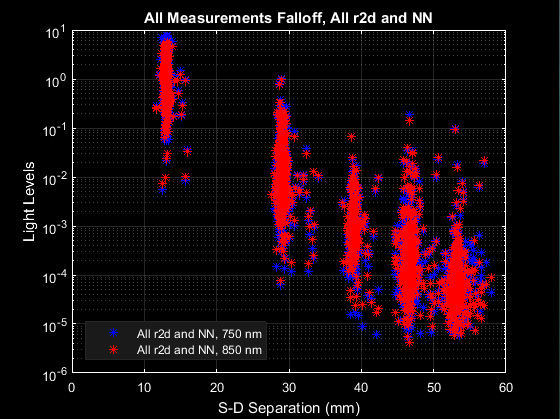 All Measurements Falloff, All r2d and NN
10^1
10^0
10^-1
10^-2
10^-3
10^-4
10^-5
10^-6
Light Levels
All r2d and NN, 750 nm
All r2d and NN, 850 nm
0 10 20 30 40 50 60
S-D Separation (mm)